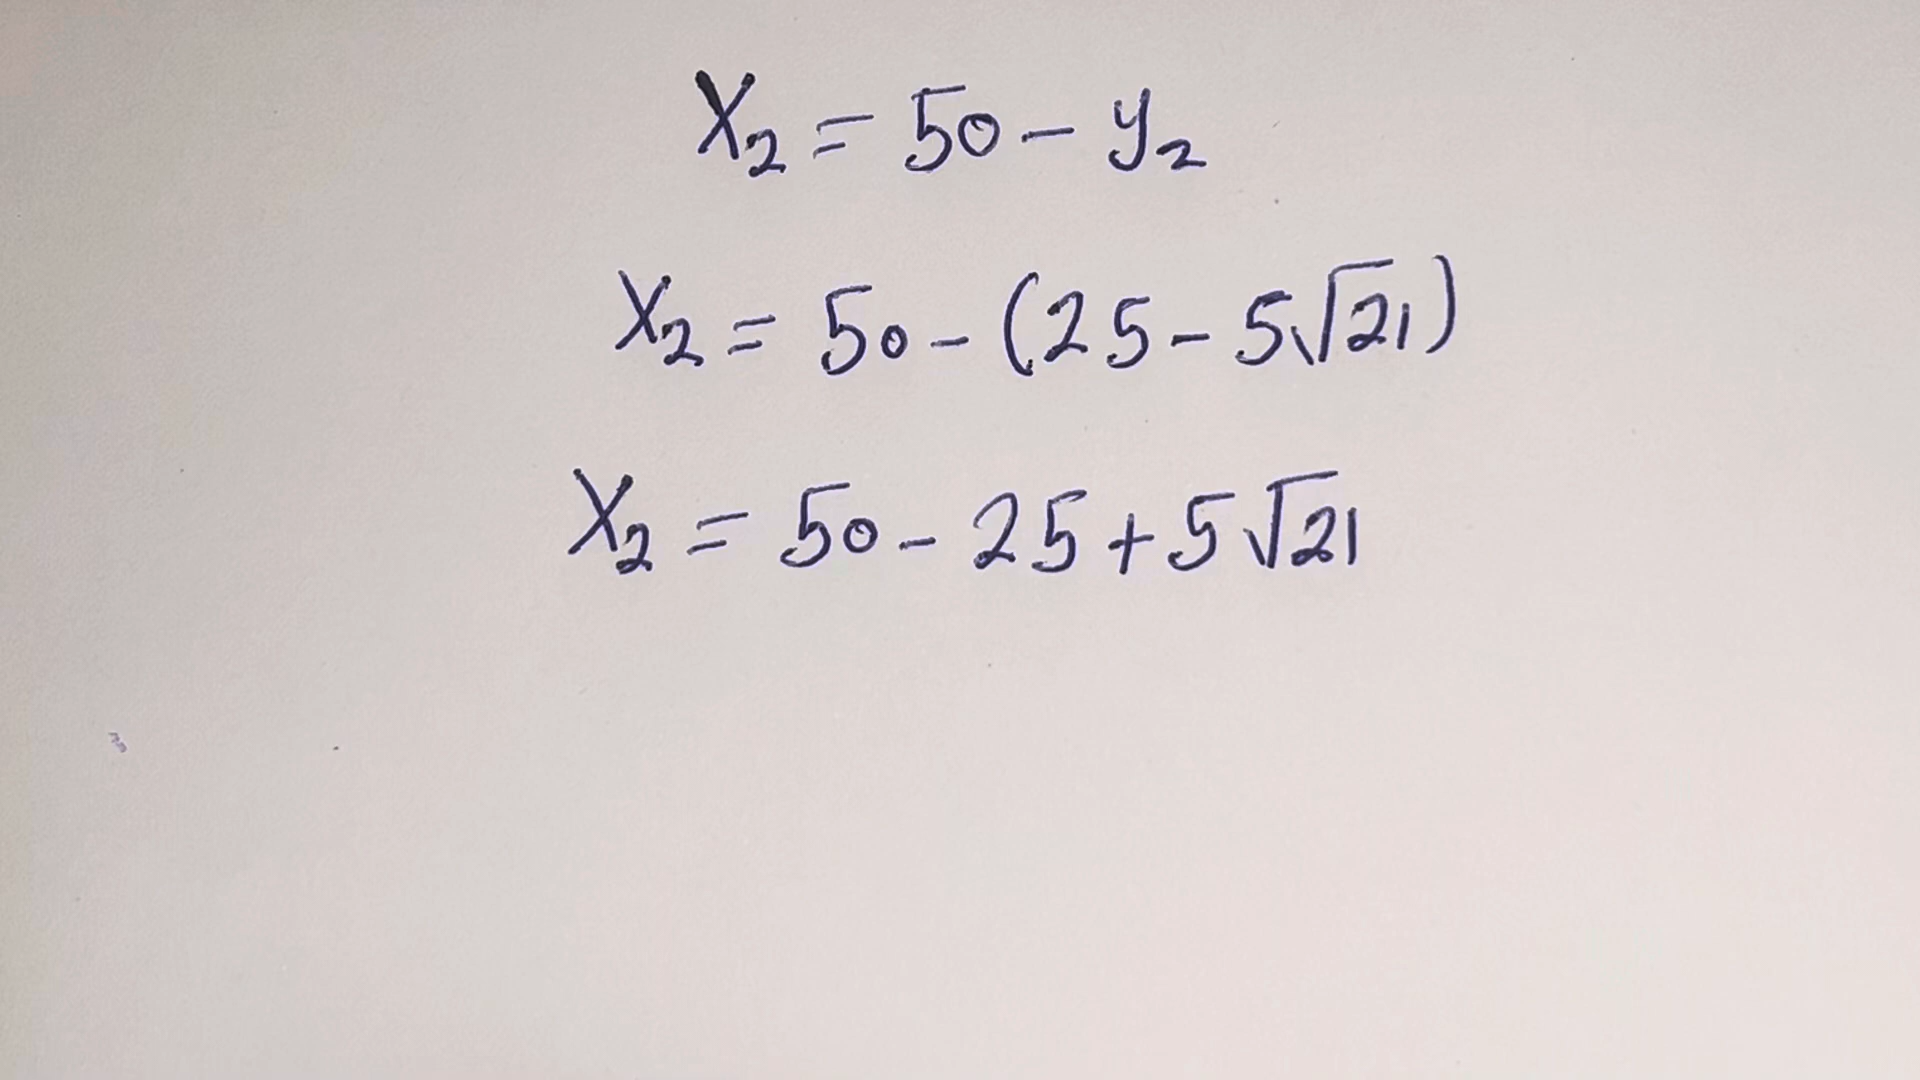 X₂ = 50 - y₂
X₂ = 50 - (25 - 5√21)
X₂ = 50 - 25 + 5√21